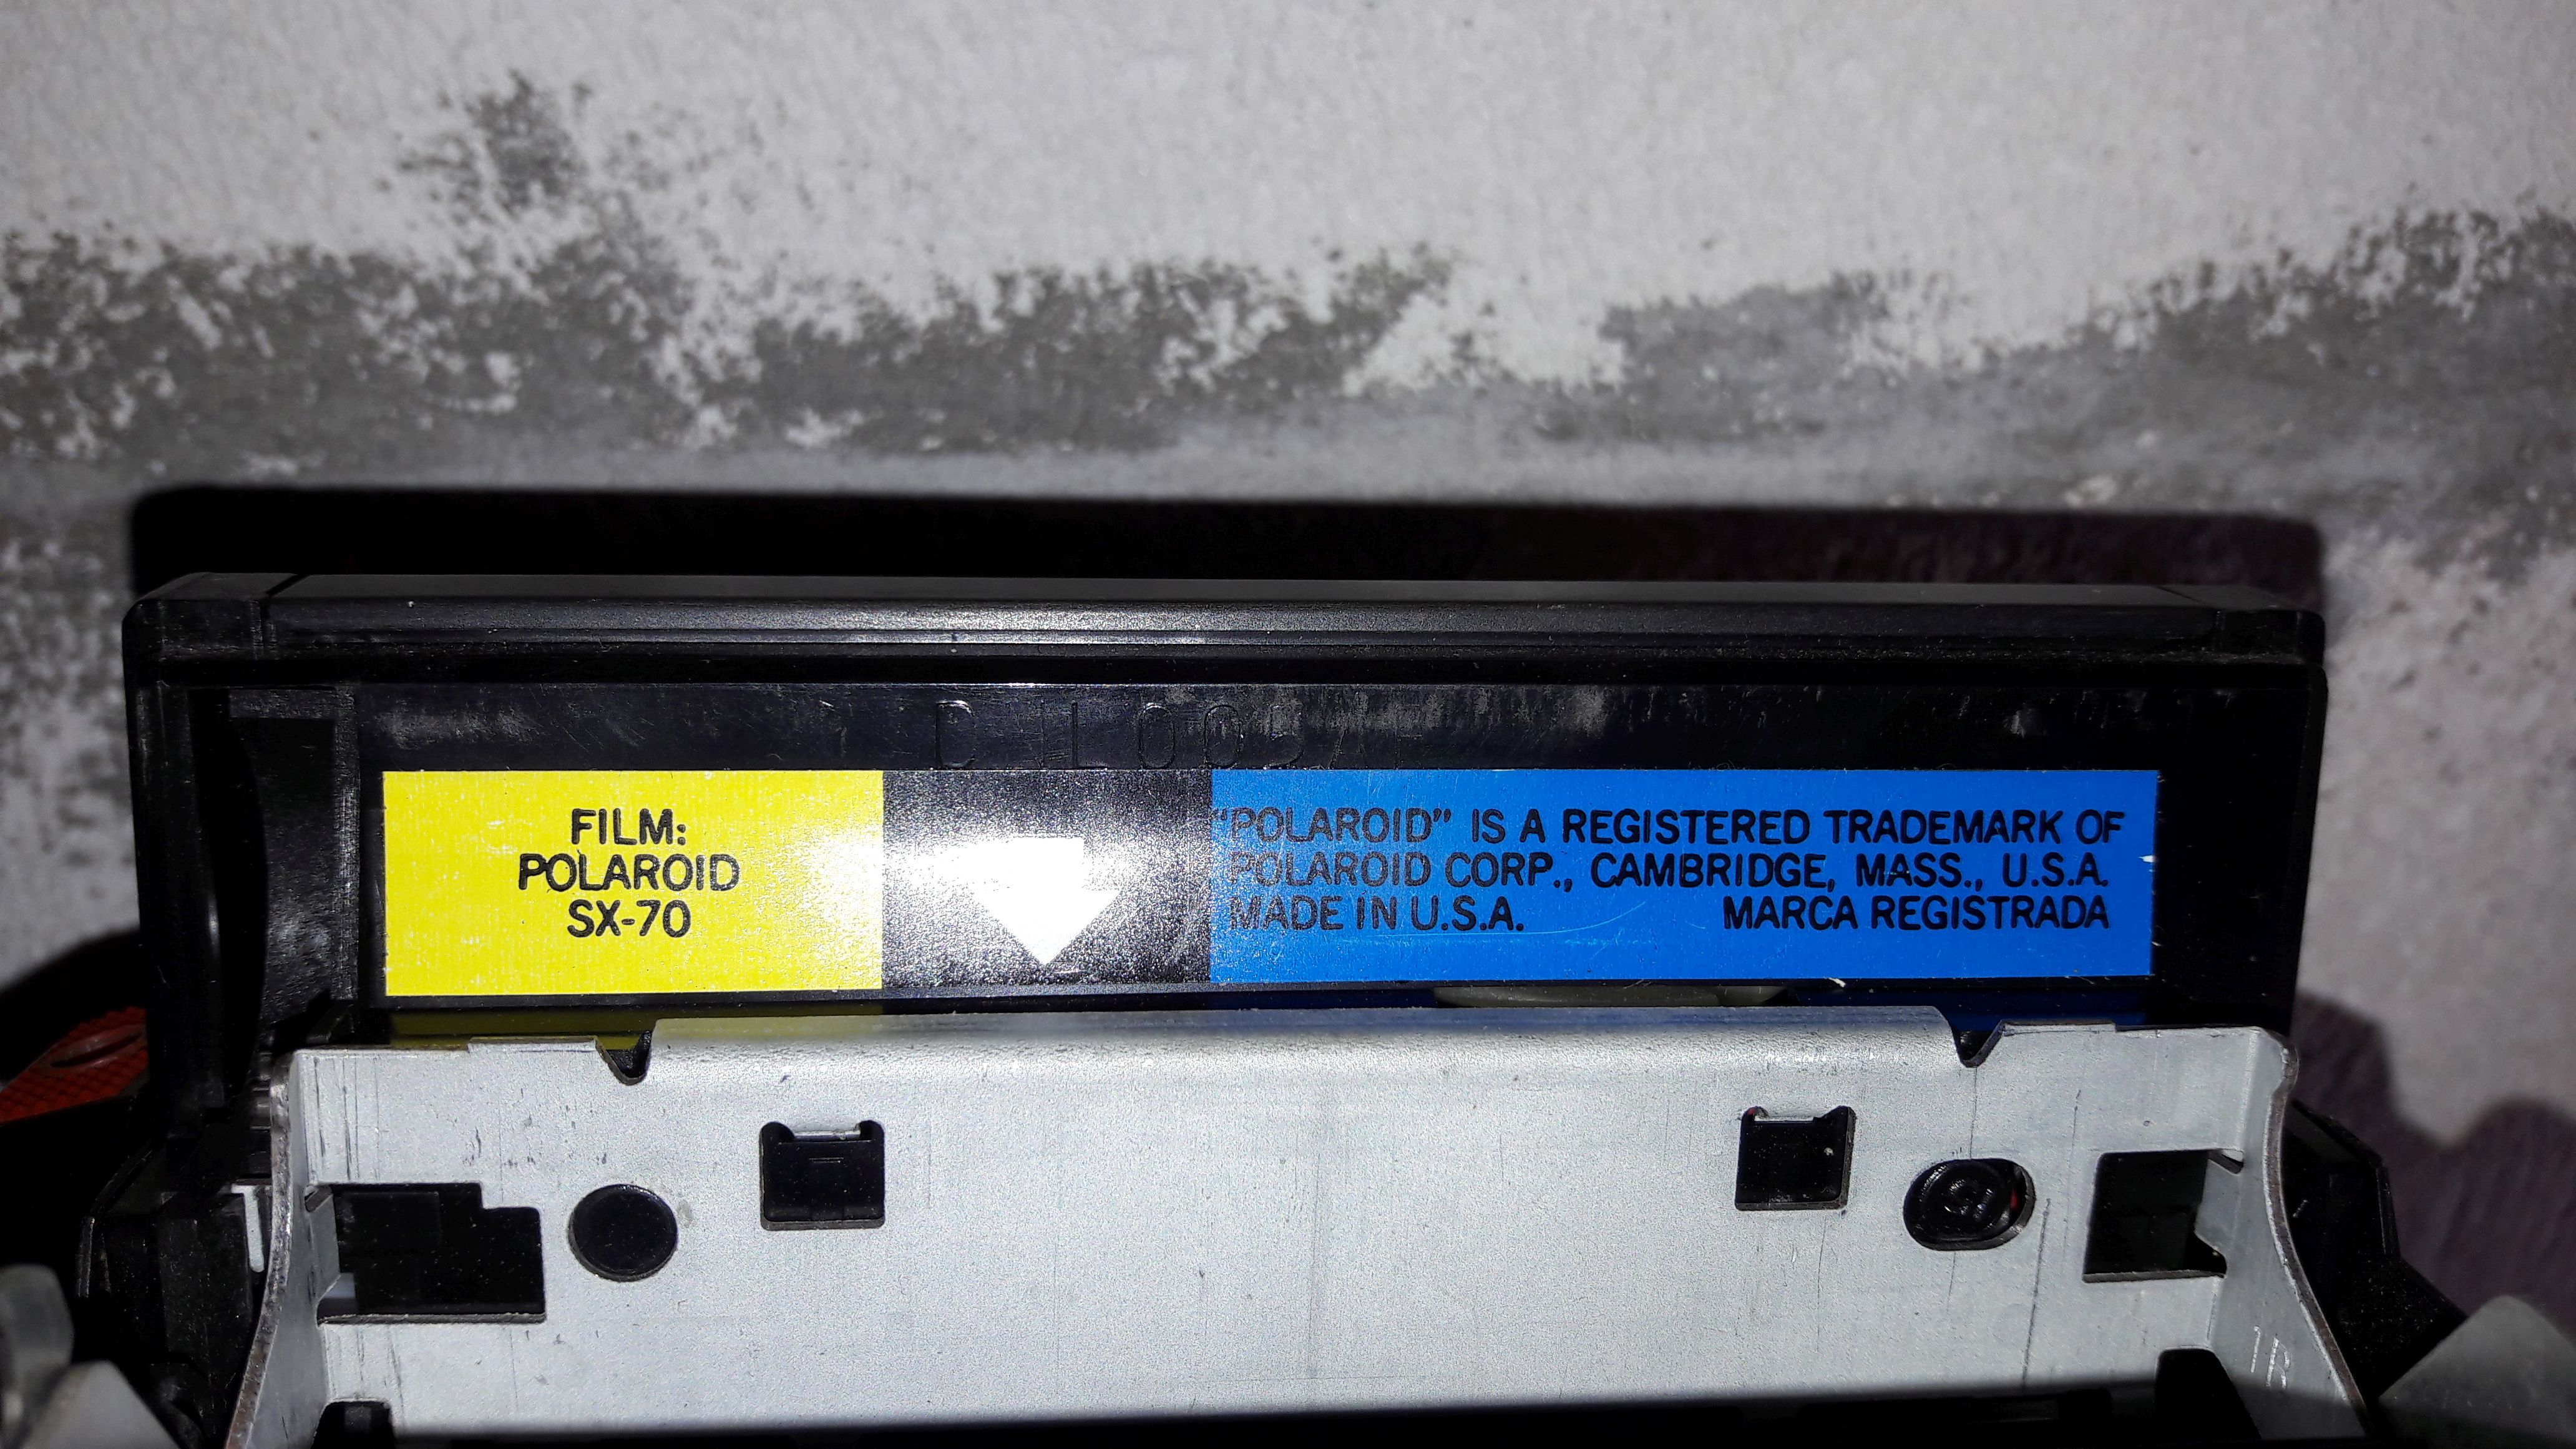 FILM:
POLAROID
SX-70
"POLAROID" IS A REGISTERED TRADEMARK OF
POLAROID CORP., CAMBRIDGE, MASS., U.S.A.
MADE IN U.S.A. MARCA REGISTRADA